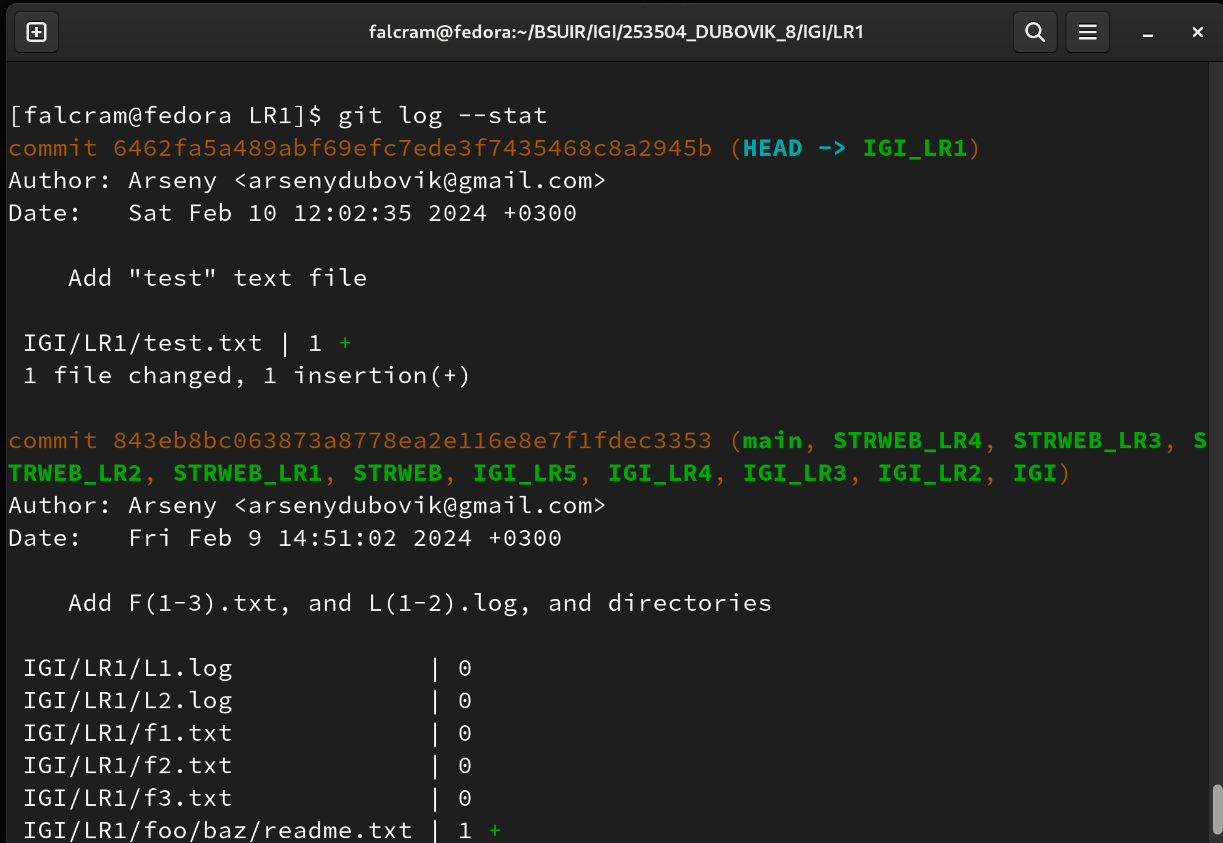 falcram@fedora:~/BSUIR/IGI/253504_DUBOVIK_8/IGI/LR1
[falcram@fedora LR1]$ git log --stat
commit 6462fa5a489abf69efc7ede3f7435468c8a2945b (HEAD -> IGI_LR1)
Author: Arseny <arsenydubovik@gmail.com>
Date:   Sat Feb 10 12:02:35 2024 +0300
    Add "test" text file
 IGI/LR1/test.txt | 1 +
 1 file changed, 1 insertion(+)
commit 843eb8bc063873a8778ea2e116e8e7f1fdec3353 (main, STRWEB_LR4, STRWEB_LR3, S
TRWEB_LR2, STRWEB_LR1, STRWEB, IGI_LR5, IGI_LR4, IGI_LR3, IGI_LR2, IGI)
Author: Arseny <arsenydubovik@gmail.com>
Date:   Fri Feb 9 14:51:02 2024 +0300
    Add F(1-3).txt, and L(1-2).log, and directories
 IGI/LR1/L1.log             | 0
 IGI/LR1/L2.log             | 0
 IGI/LR1/f1.txt             | 0
 IGI/LR1/f2.txt             | 0
 IGI/LR1/f3.txt             | 0
 IGI/LR1/foo/baz/readme.txt | 1 +